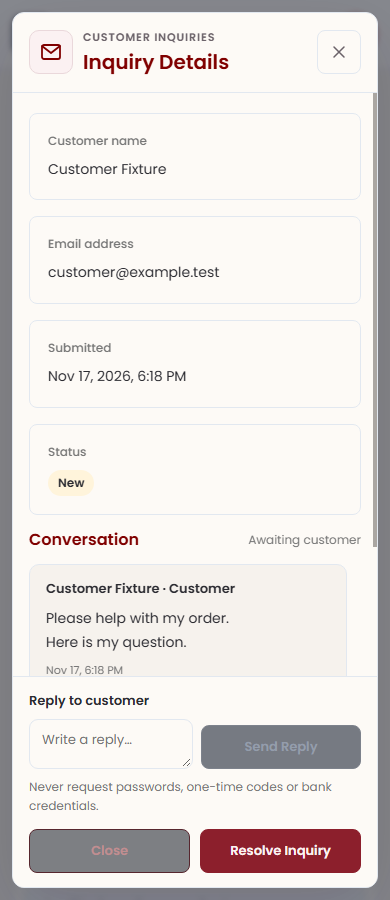 CUSTOMER INQUIRIES
Inquiry Details
Customer name
Customer Fixture
Email address
customer@example.test
Submitted
Nov 17, 2026, 6:18 PM
Status
New
Conversation
Awaiting customer
Customer Fixture · Customer
Please help with my order.
Here is my question.
Nov 17, 6:18 PM
Reply to customer
Write a reply...
Send Reply
Never request passwords, one-time codes or bank
credentials.
Close
Resolve Inquiry